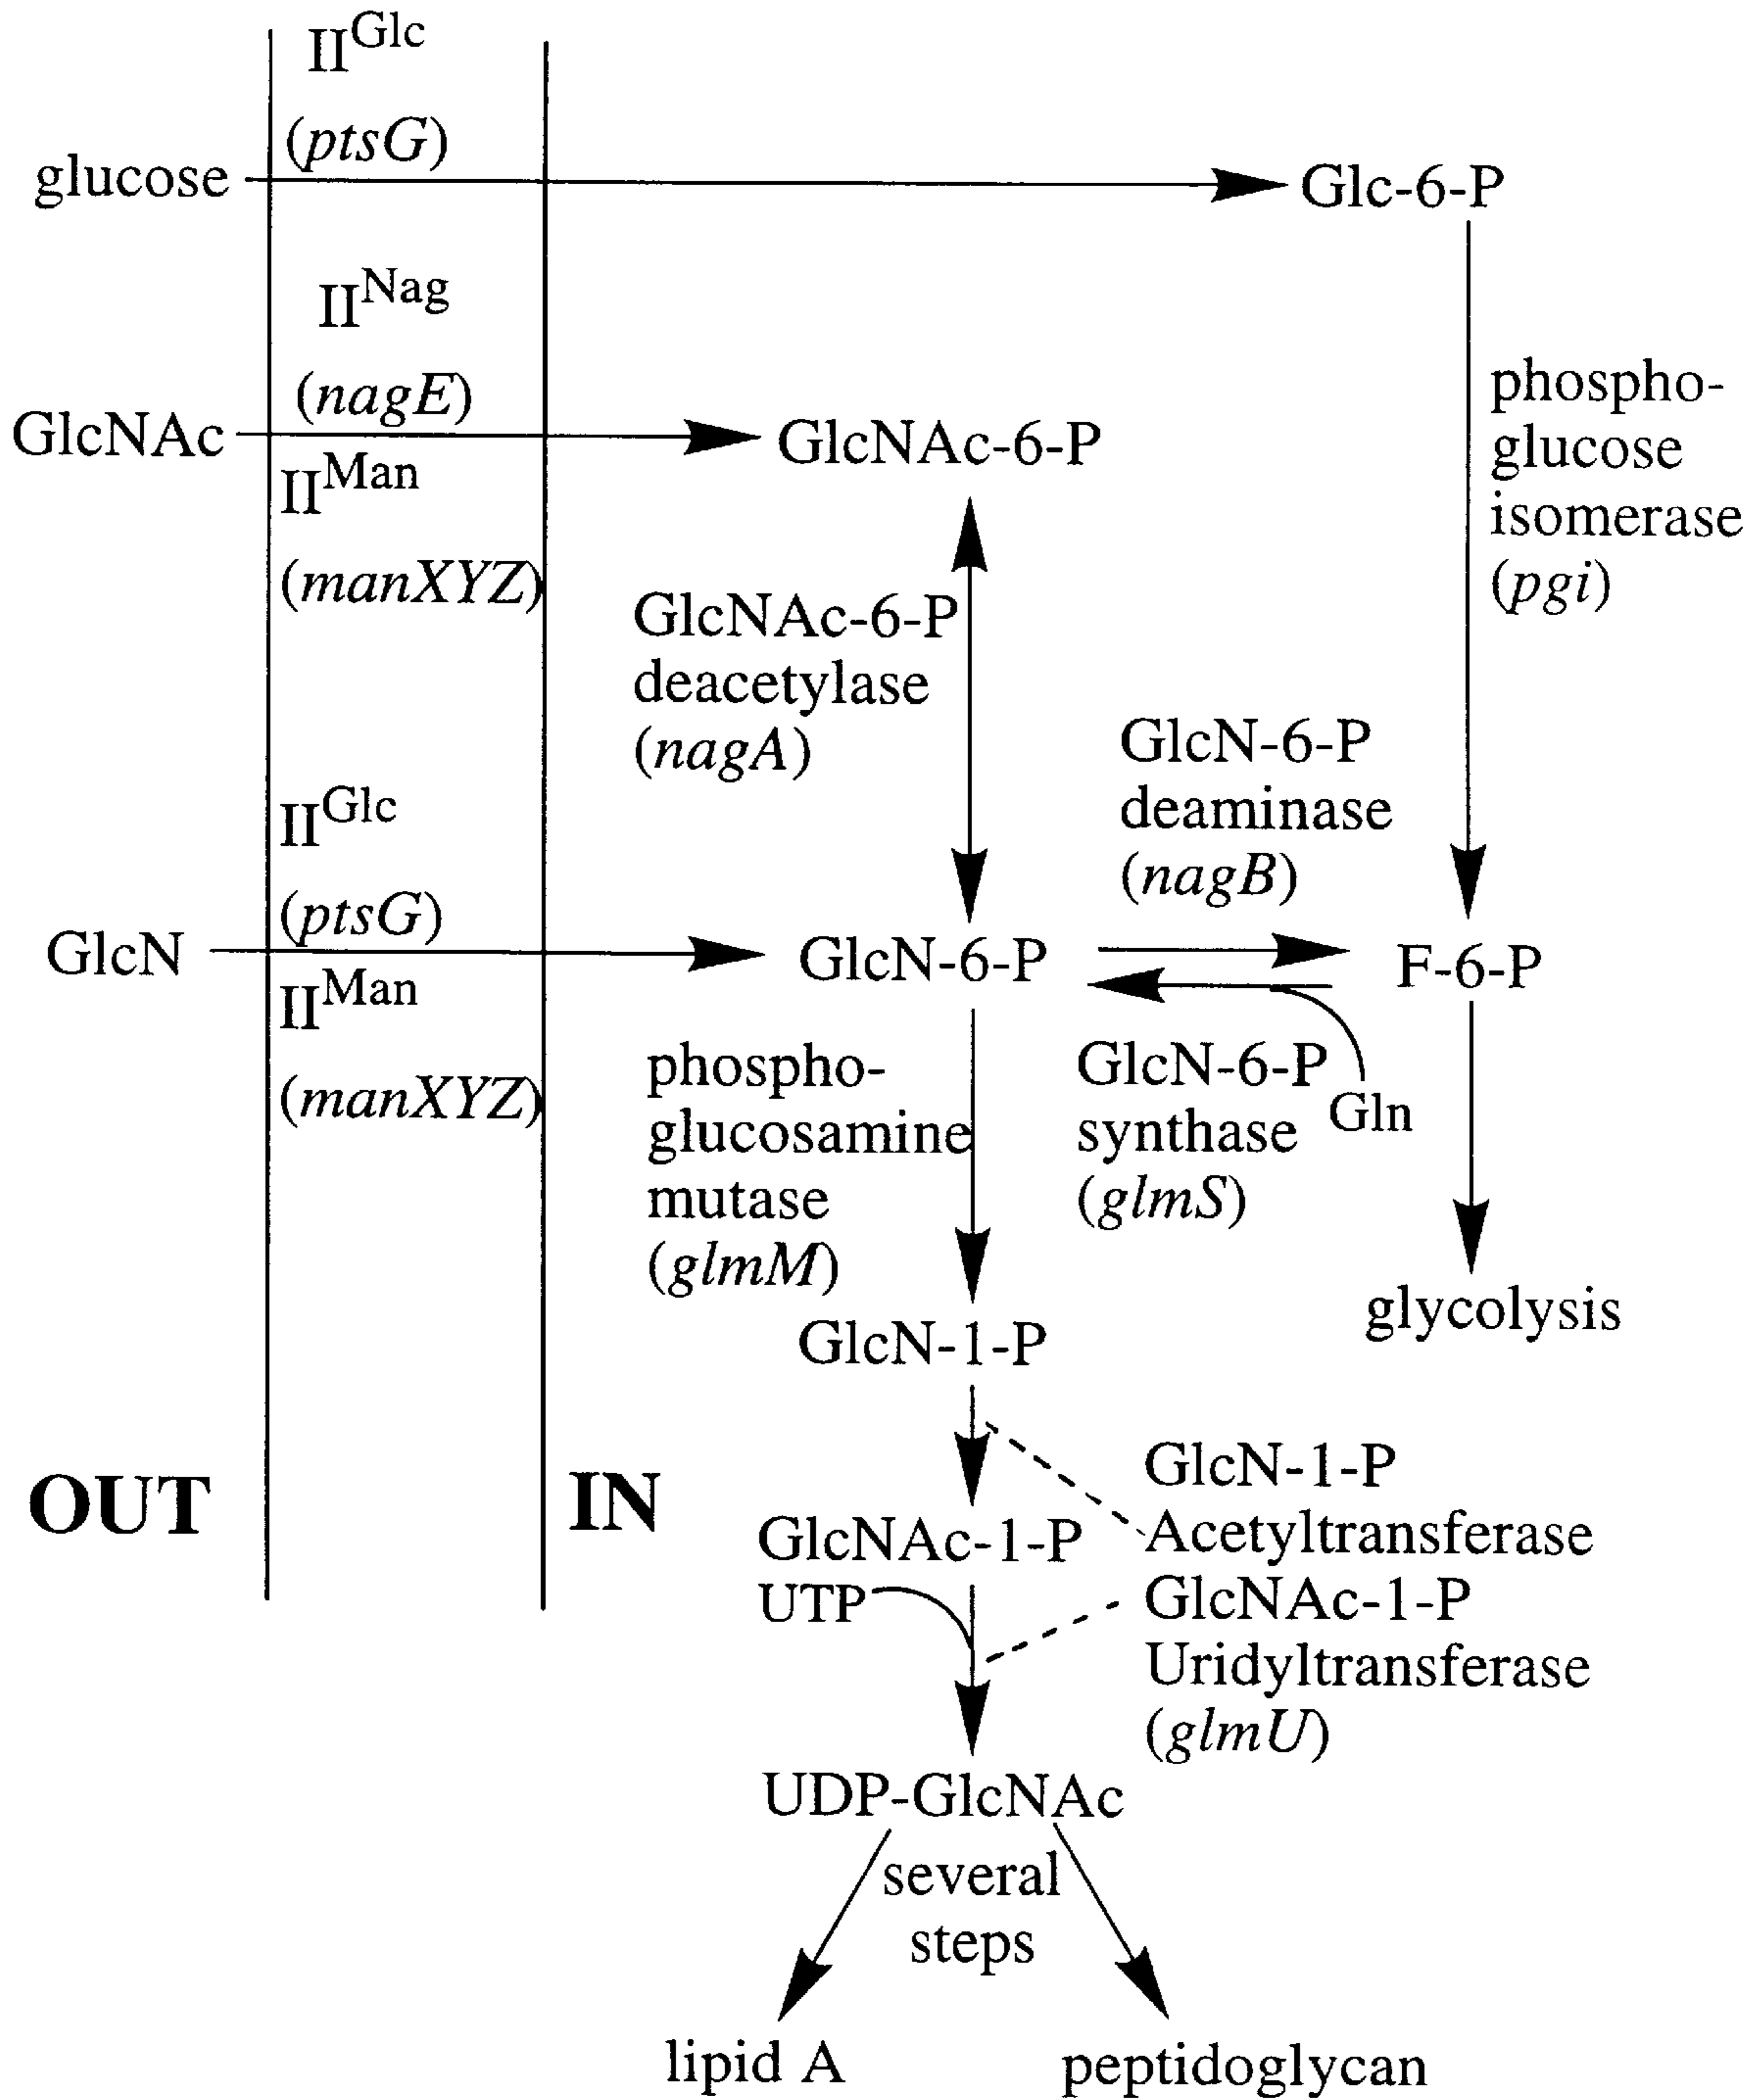 II^Glc
(ptsG)
glucose
Glc-6-P
II^Nag
(nagE)
GlcNAc
GlcNAc-6-P
II^Man
(manXYZ)
phospho-
glucose
isomerase
(pgi)
GlcNAc-6-P
deacetylase
(nagA)
GlcN-6-P
deaminase
(nagB)
II^Glc
(ptsG)
GlcN
GlcN-6-P
F-6-P
II^Man
(manXYZ)
phospho-
glucosamine
mutase
(glmM)
GlcN-6-P
synthase
(glmS)
Gln
glycolysis
GlcN-1-P
OUT
IN
GlcN-1-P
Acetyltransferase
GlcNAc-1-P
UTP
GlcNAc-1-P
Uridyltransferase
(glmU)
UDP-GlcNAc
several
steps
lipid A
peptidoglycan